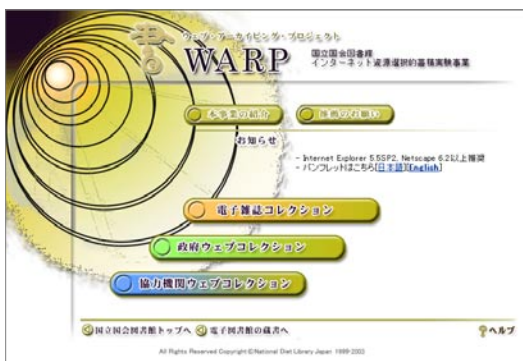 ウェブ・アーカイビング・プロジェクト
WARP
国立国会図書館
インターネット資源選択的蓄積実験事業
本事業の紹介
お知らせ
- Internet Explorer 5.5SP2, Netscape 6.2以上推奨
- パンフレットはこちら[日本語][English]
電子雑誌コレクション
政府ウェブコレクション
協力機関ウェブコレクション
国立国会図書館トップへ 電子図書館の蔵書へ ヘルプ
All Rights Reserved Copyright © National Diet Library Japan 1999-2003